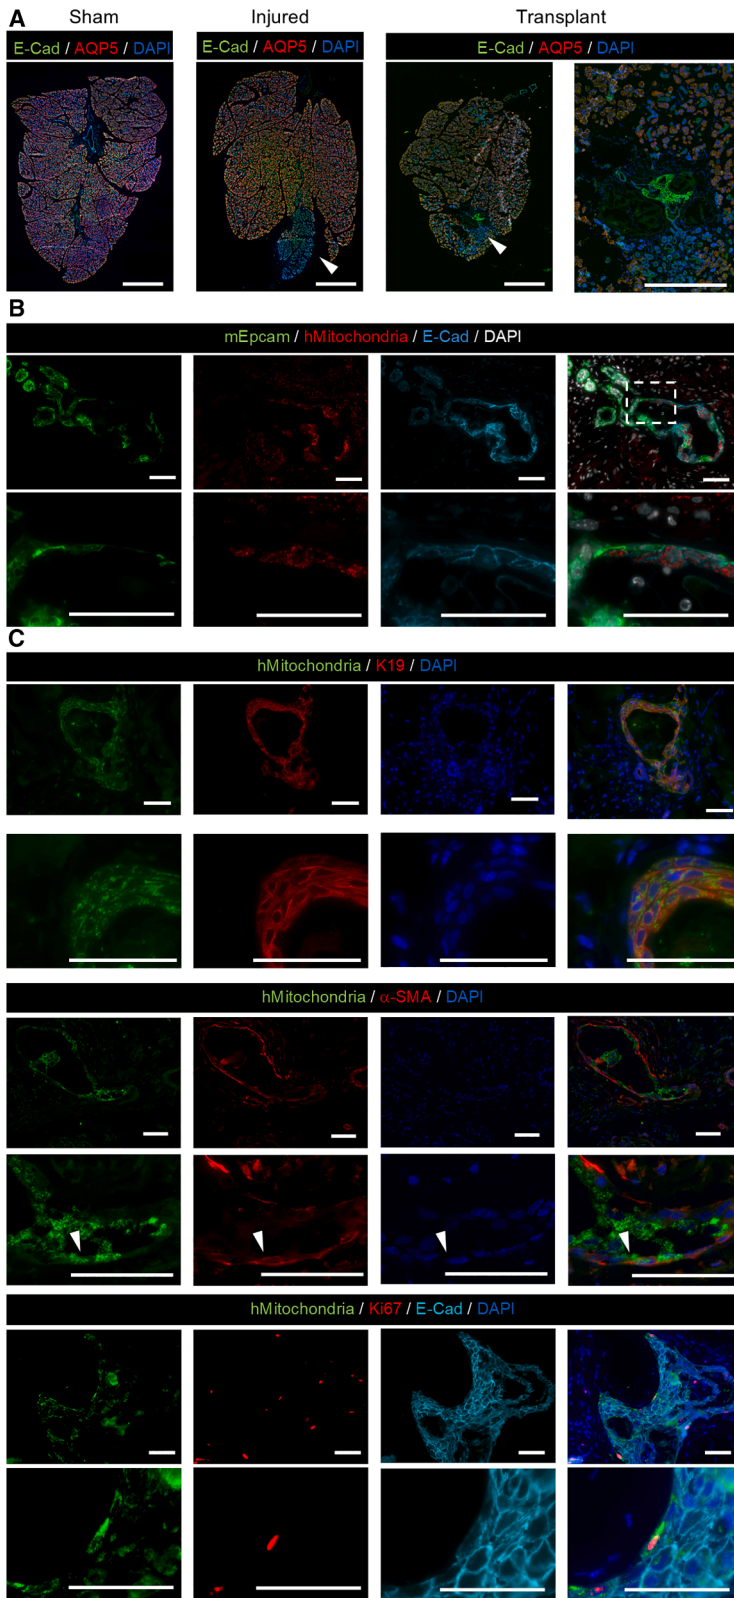 A
Sham
Injured
Transplant
E-Cad / AQP5 / DAPI
E-Cad / AQP5 / DAPI
E-Cad / AQP5 / DAPI
B
mEpcam / hMitochondria / E-Cad / DAPI
C
hMitochondria / K19 / DAPI
hMitochondria / α-SMA / DAPI
hMitochondria / Ki67 / E-Cad / DAPI